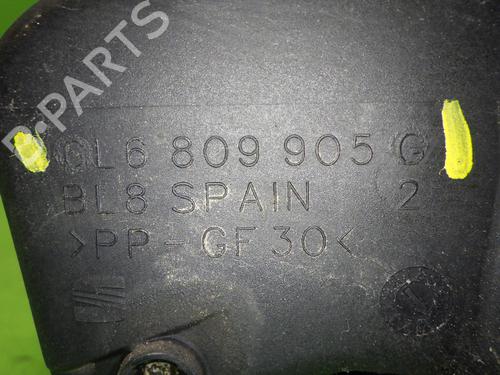 B-PARTS
6L6 809 905 G
BL8 SPAIN 2
>PP-GF30<